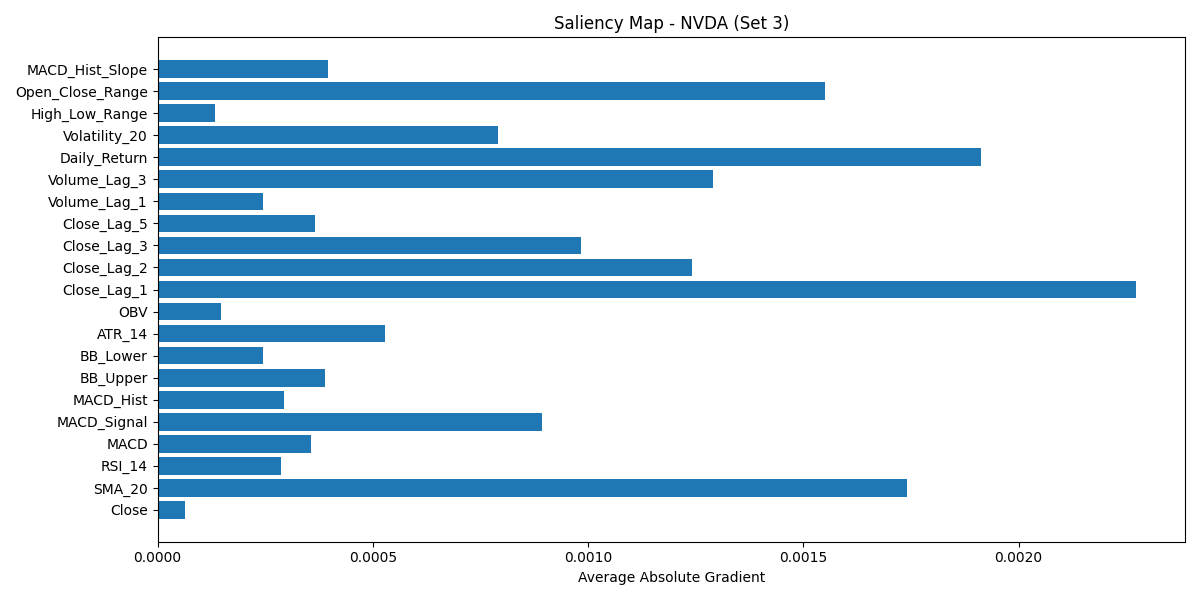 Saliency Map - NVDA (Set 3)
MACD_Hist_Slope
Open_Close_Range
High_Low_Range
Volatility_20
Daily_Return
Volume_Lag_3
Volume_Lag_1
Close_Lag_5
Close_Lag_3
Close_Lag_2
Close_Lag_1
OBV
ATR_14
BB_Lower
BB_Upper
MACD_Hist
MACD_Signal
MACD
RSI_14
SMA_20
Close
0.0000 0.0005 0.0010 0.0015 0.0020
Average Absolute Gradient